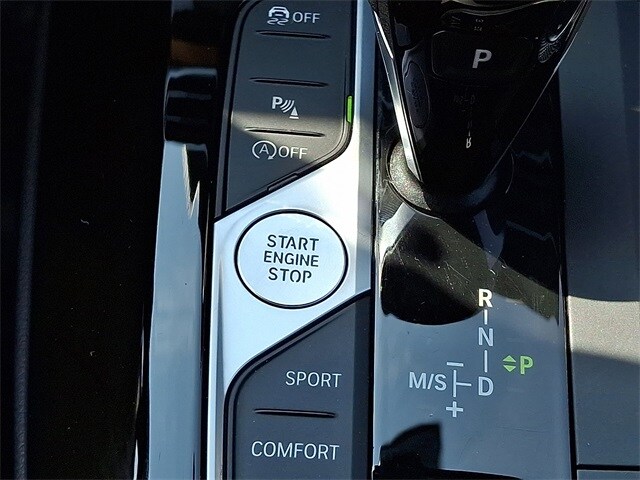 OFF
P
P
A OFF
START
ENGINE
STOP
R
N
P
M/S
−
D
+
SPORT
COMFORT